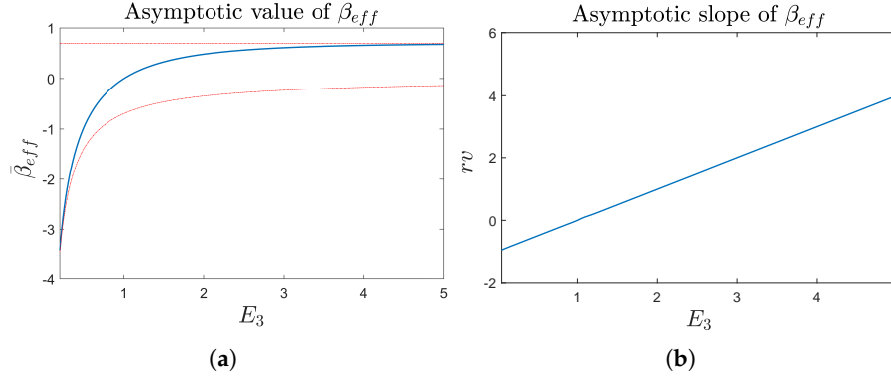 Asymptotic value of β_eff
1
0
-1
-2
-3
-4
β̄_eff
1
2
3
4
5
E_3
(a)
Asymptotic slope of β_eff
6
4
2
0
-2
rv
1
2
3
4
E_3
(b)